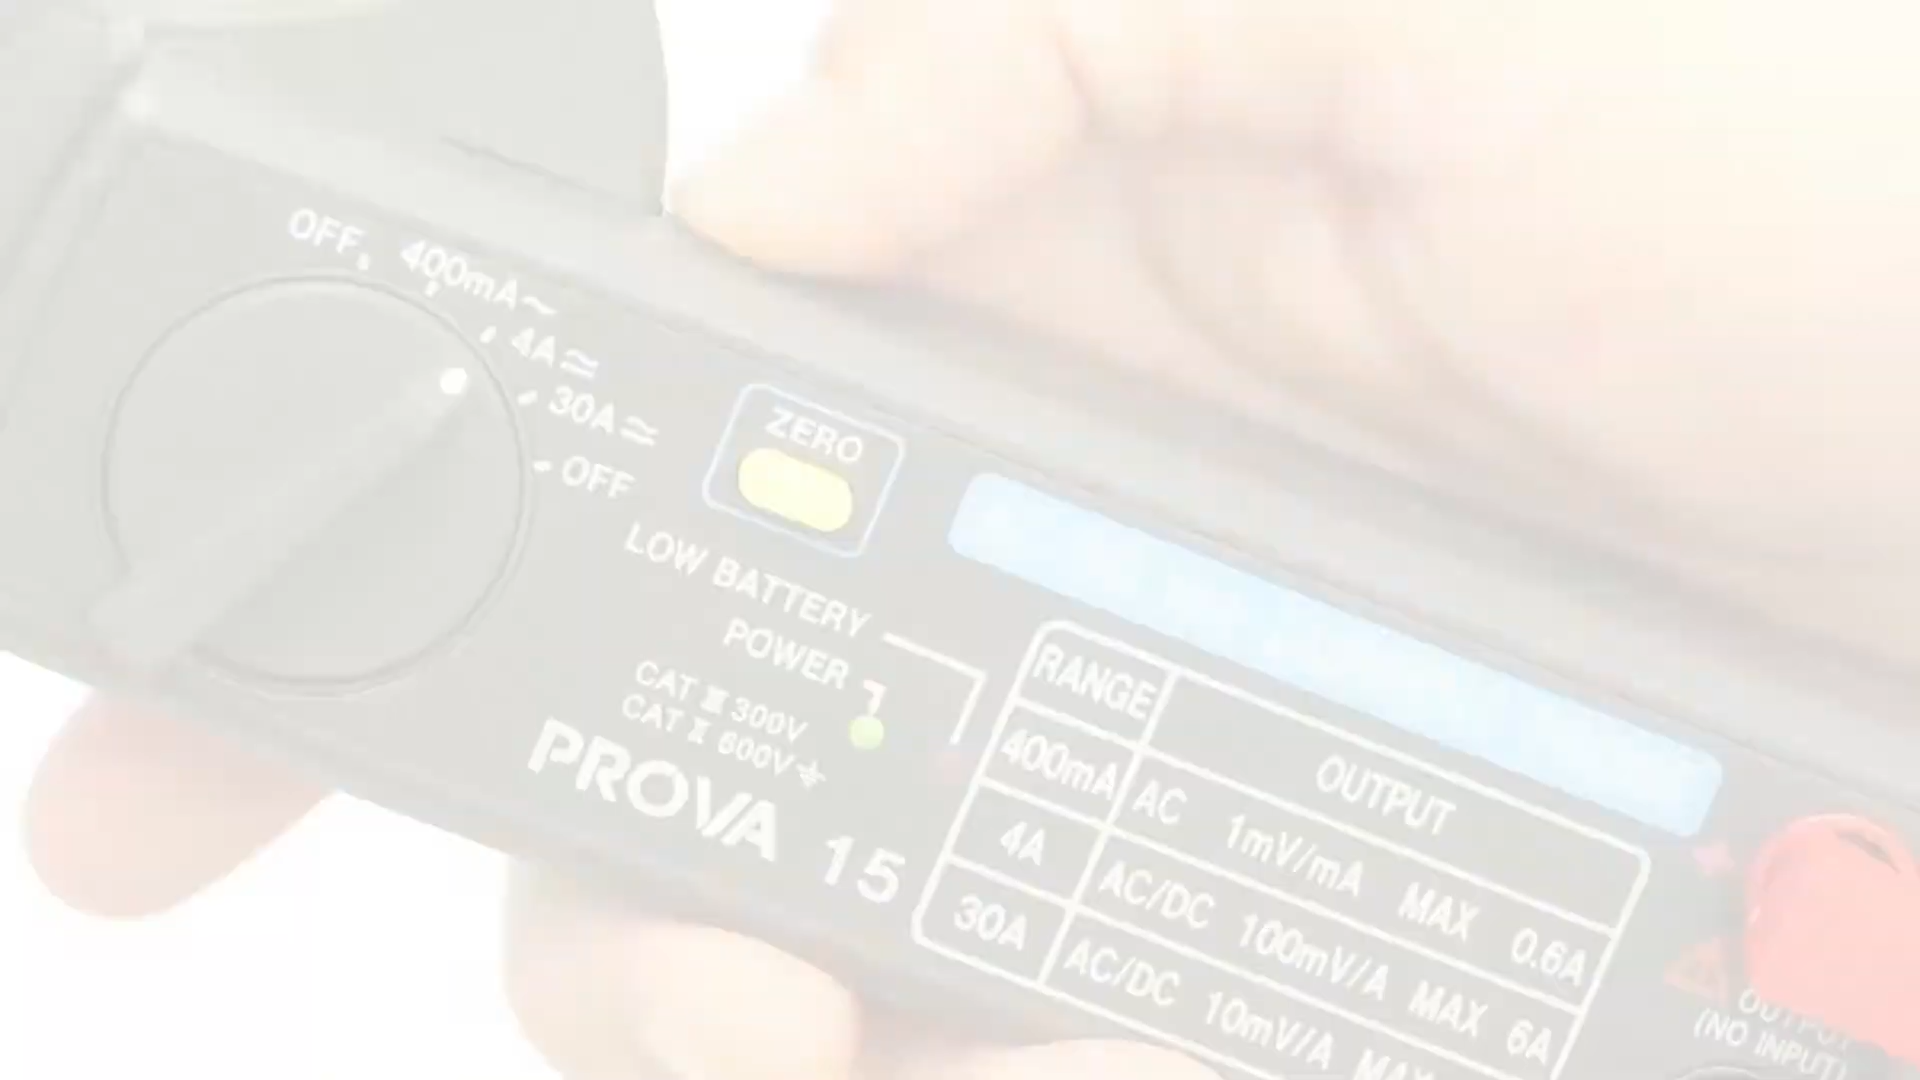 OFF
400mA~
4A≂
30A≂
OFF
ZERO
LOW BATTERY
POWER
CAT Ⅲ 300V
CAT Ⅱ 600V
PROVA 15
RANGE OUTPUT
400mA AC 1mV/mA MAX 0.6A
4A AC/DC 100mV/A MAX 6A
30A AC/DC 10mV/A MAX
OUTPUT
(NO INPUT)